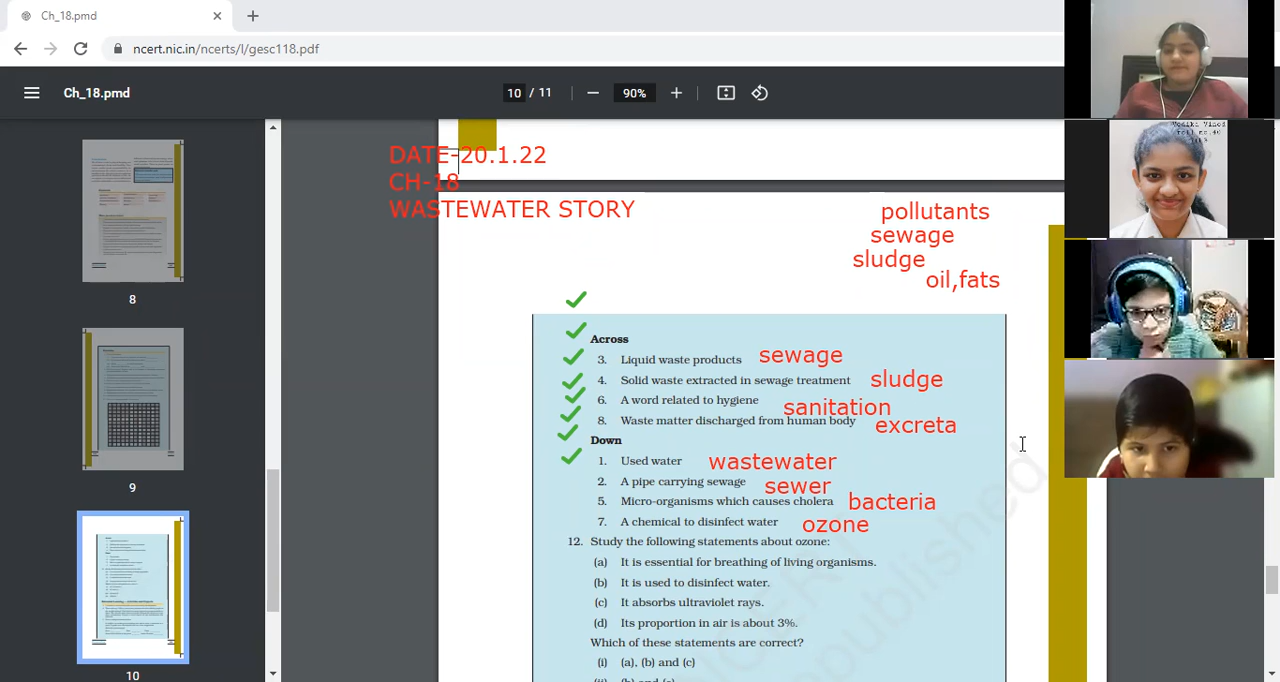 Ch_18.pmd
ncert.nic.in/ncerts/l/gesc118.pdf
Ch_18.pmd
10 / 11
90%
DATE-20.1.22
CH-18
WASTEWATER STORY
pollutants
sewage
sludge
oil,fats
Across
3. Liquid waste products sewage
4. Solid waste extracted in sewage treatment sludge
6. A word related to hygiene sanitation
8. Waste matter discharged from human body excreta
Down
1. Used water wastewater
2. A pipe carrying sewage sewer
5. Micro-organisms which causes cholera bacteria
7. A chemical to disinfect water ozone
12. Study the following statements about ozone:
(a) It is essential for breathing of living organisms.
(b) It is used to disinfect water.
(c) It absorbs ultraviolet rays.
(d) Its proportion in air is about 3%.
Which of these statements are correct?
(i) (a), (b) and (c)
8
9
10